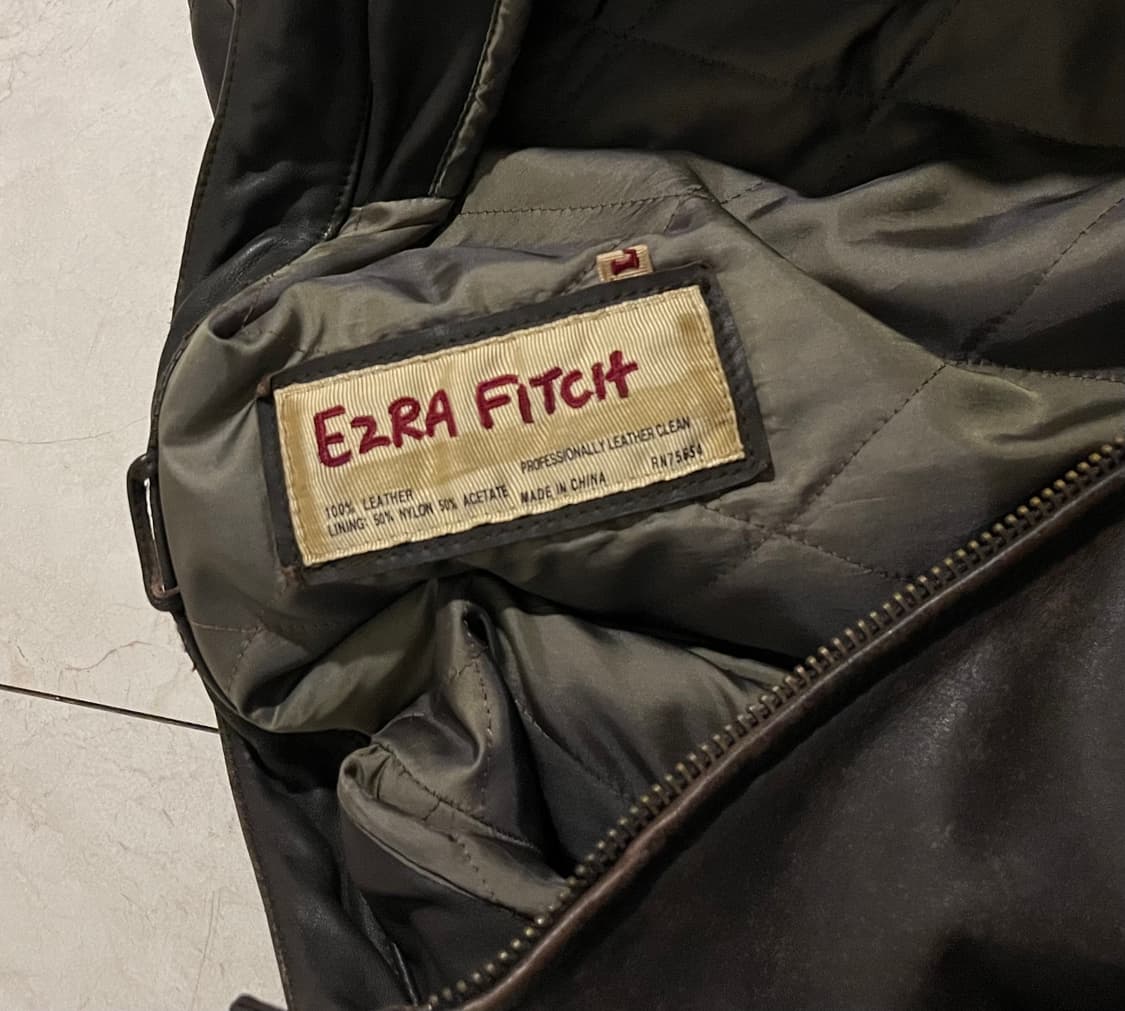 L
EZRA FITCH
PROFESSIONALLY LEATHER CLEAN
100% LEATHER
LINING: 50% NYLON 50% ACETATE MADE IN CHINA RN75654